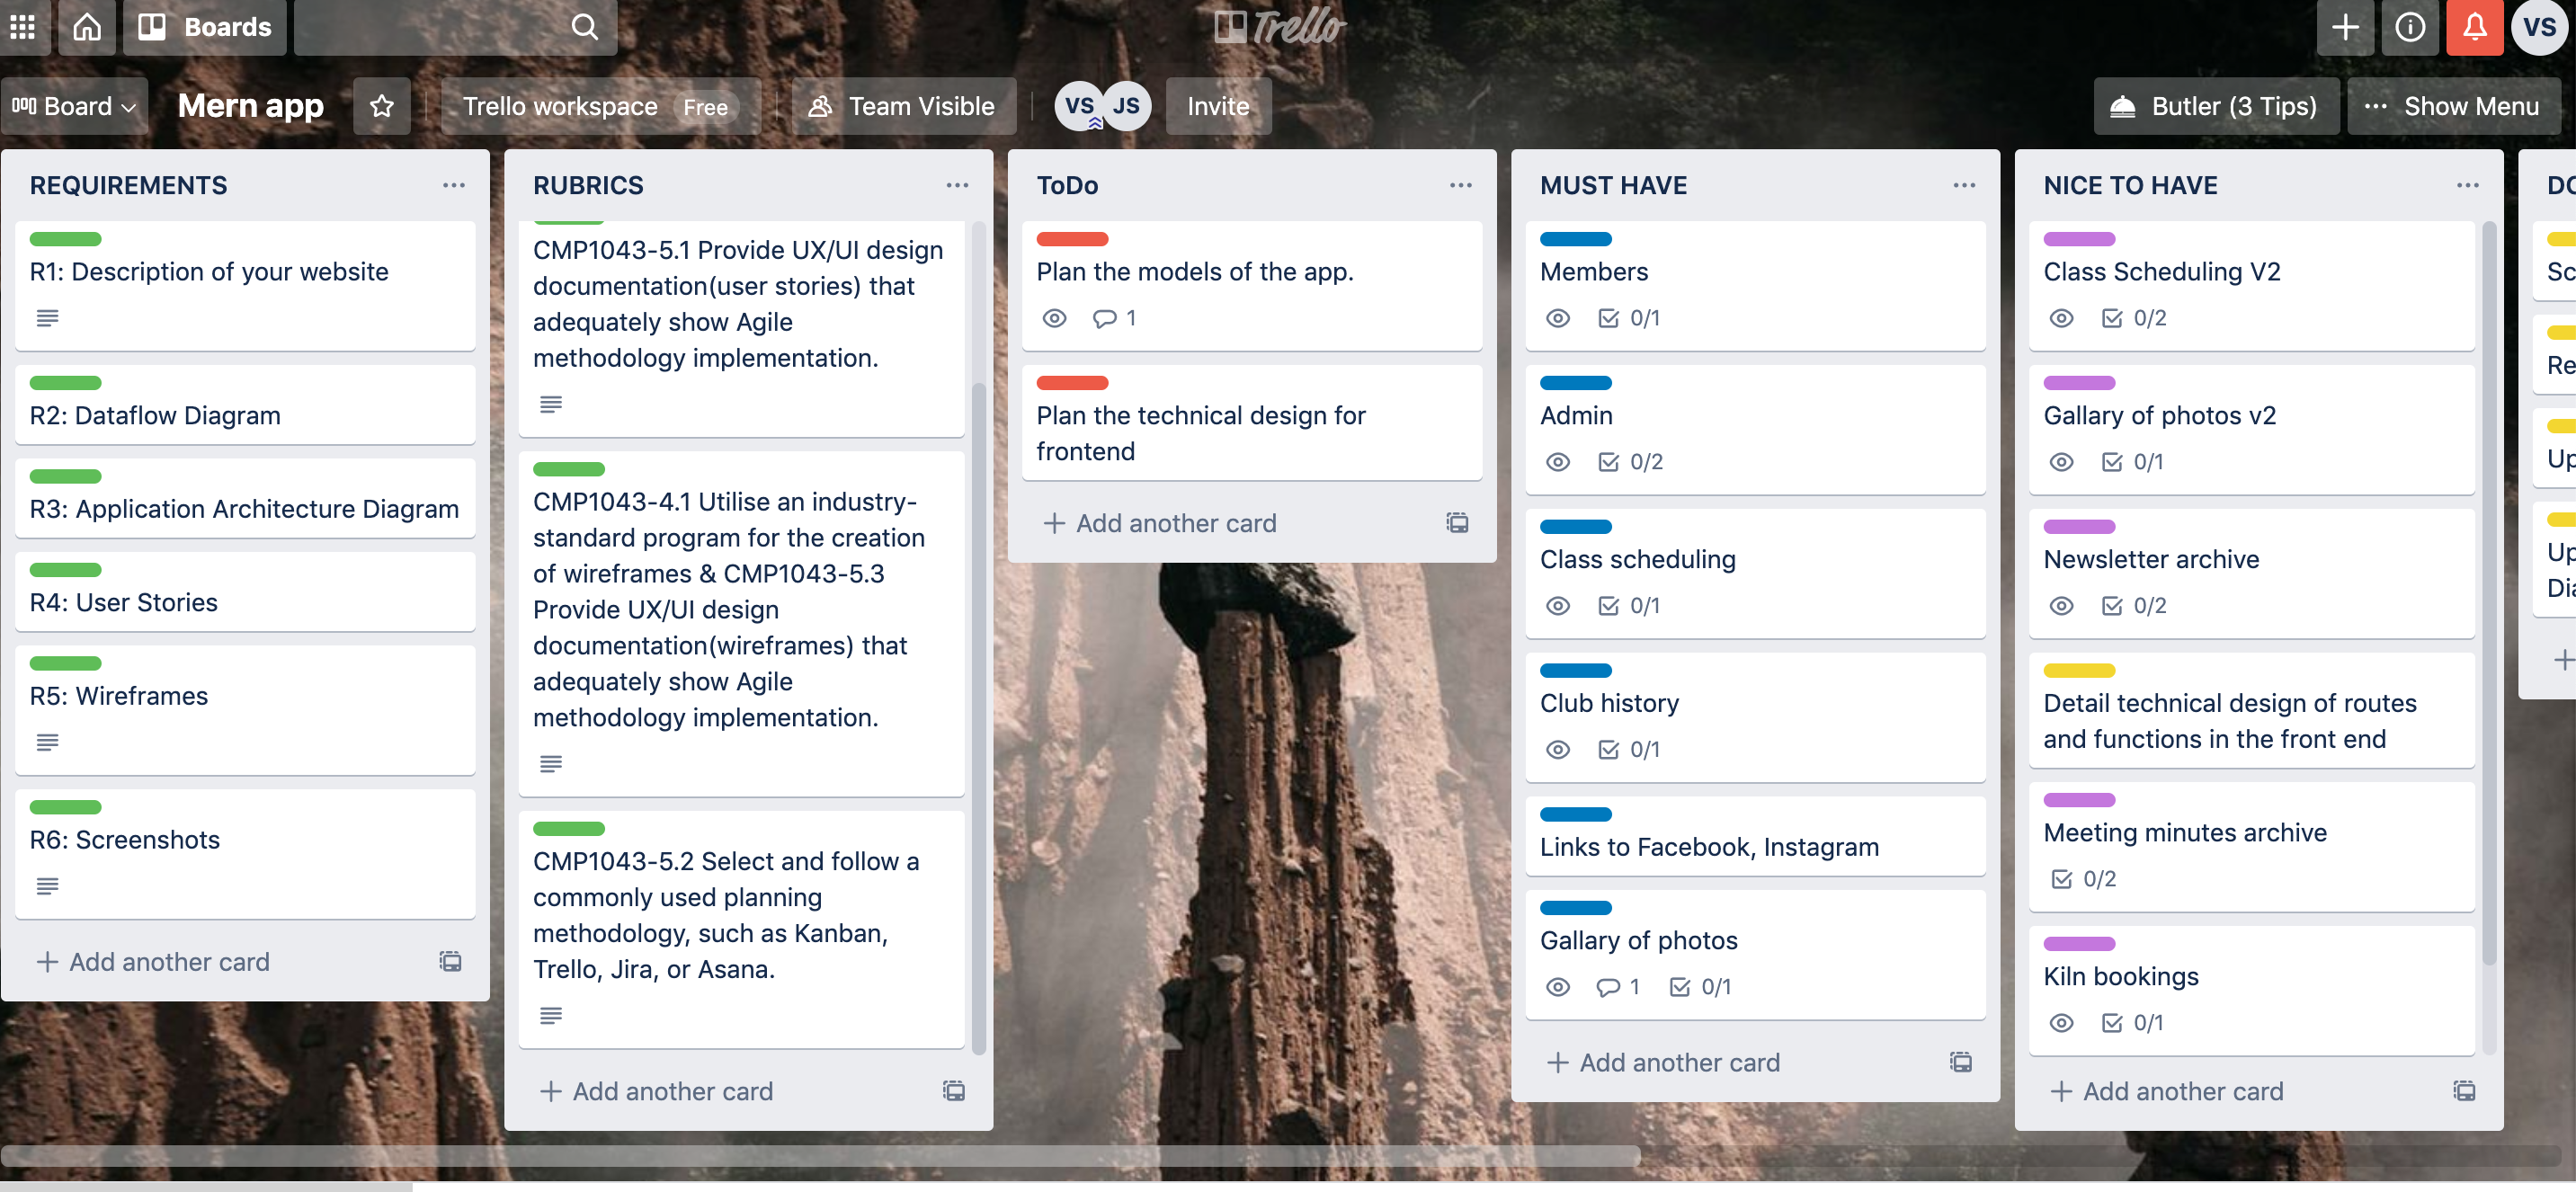 Boards
Trello
VS
Board
Mern app
Trello workspace Free
Team Visible
VS JS
Invite
Butler (3 Tips)
... Show Menu
REQUIREMENTS
R1: Description of your website
R2: Dataflow Diagram
R3: Application Architecture Diagram
R4: User Stories
R5: Wireframes
R6: Screenshots
+ Add another card
RUBRICS
CMP1043-5.1 Provide UX/UI design
documentation(user stories) that
adequately show Agile
methodology implementation.
CMP1043-4.1 Utilise an industry-
standard program for the creation
of wireframes & CMP1043-5.3
Provide UX/UI design
documentation(wireframes) that
adequately show Agile
methodology implementation.
CMP1043-5.2 Select and follow a
commonly used planning
methodology, such as Kanban,
Trello, Jira, or Asana.
+ Add another card
ToDo
Plan the models of the app.
1
Plan the technical design for
frontend
+ Add another card
MUST HAVE
Members
0/1
Admin
0/2
Class scheduling
0/1
Club history
0/1
Links to Facebook, Instagram
Gallary of photos
1 0/1
+ Add another card
NICE TO HAVE
Class Scheduling V2
0/2
Gallary of photos v2
0/1
Newsletter archive
0/2
Detail technical design of routes
and functions in the front end
Meeting minutes archive
0/2
Kiln bookings
0/1
+ Add another card